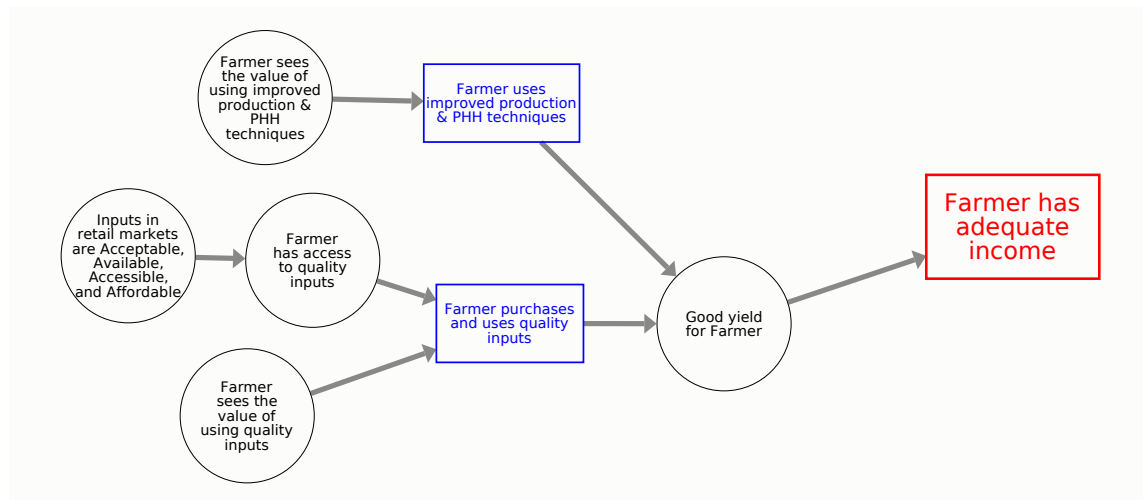 Farmer sees
the value of
using improved
production &
PHH
techniques
Farmer uses
improved production
& PHH techniques
Inputs in
retail markets
are Acceptable,
Available,
Accessible,
and Affordable
Farmer
has access
to quality
inputs
Farmer purchases
and uses quality
inputs
Farmer
sees the
value of
using quality
inputs
Good yield
for Farmer
Farmer has
adequate
income